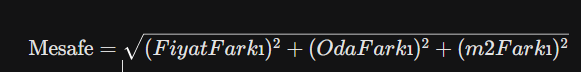 Mesafe = √(FiyatFarkı)² + (OdaFarkı)² + (m2Farkı)²